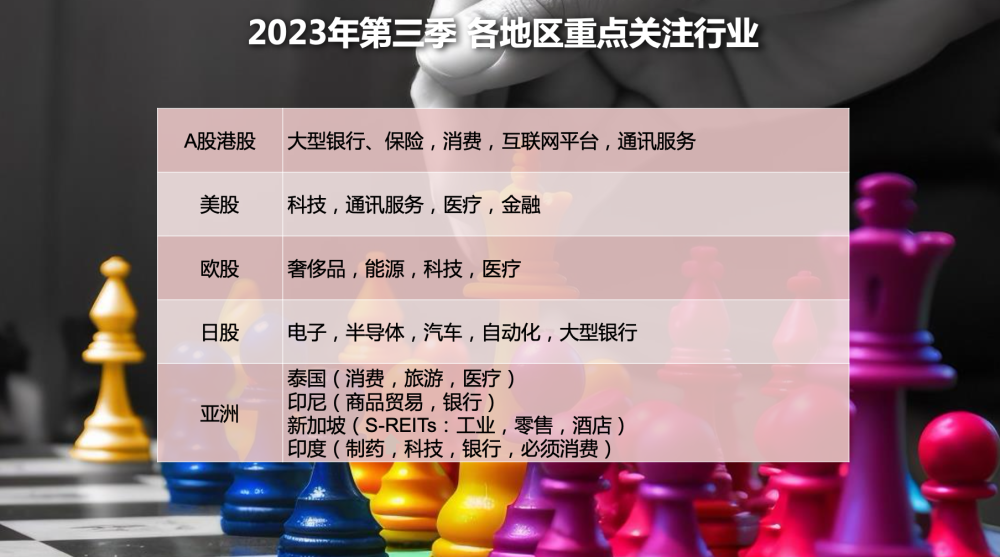 2023年第三季 各地区重点关注行业
A股港股 大型银行、保险，消费，互联网平台，通讯服务
美股 科技，通讯服务，医疗，金融
欧股 奢侈品，能源，科技，医疗
日股 电子，半导体，汽车，自动化，大型银行
亚洲
泰国（消费，旅游，医疗）
印尼（商品贸易，银行）
新加坡（S-REITs：工业，零售，酒店）
印度（制药，科技，银行，必须消费）